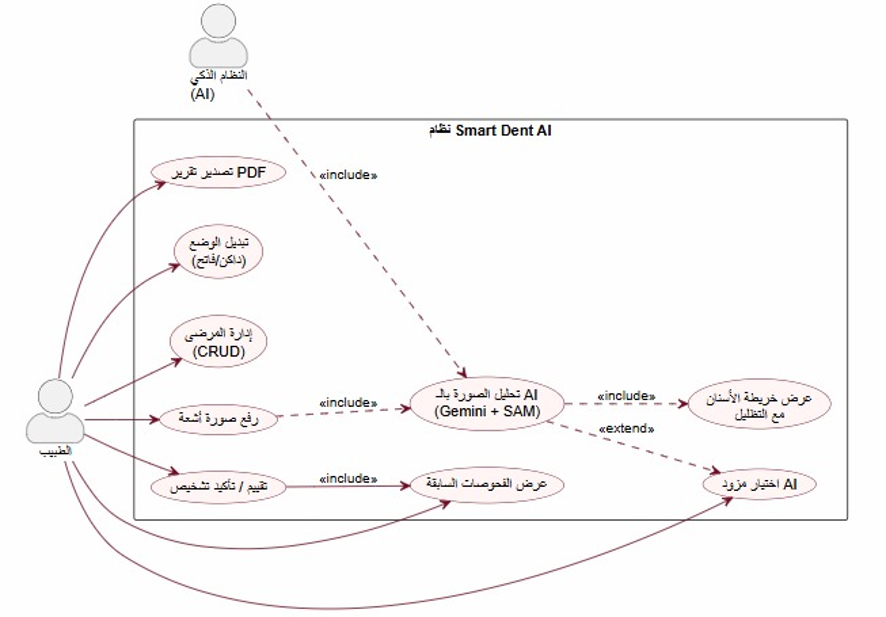 النظام الذكي
(AI)
نظام Smart Dent AI
تصدير تقرير PDF
«include»
تبديل الوضع
(داكن/فاتح)
إدارة المرضى
(CRUD)
رفع صورة أشعة
«include»
تحليل الصورة بالـ AI
(Gemini + SAM)
«include»
عرض خريطة الأسنان
مع التظليل
«extend»
الطبيب
تقييم / تأكيد تشخيص
«include»
عرض الفحوصات السابقة
اختيار مزود AI